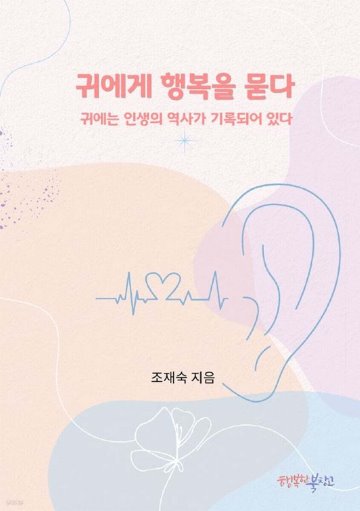 귀에게 행복을 묻다
귀에는 인생의 역사가 기록되어 있다
조재숙 지음
행복한북창고